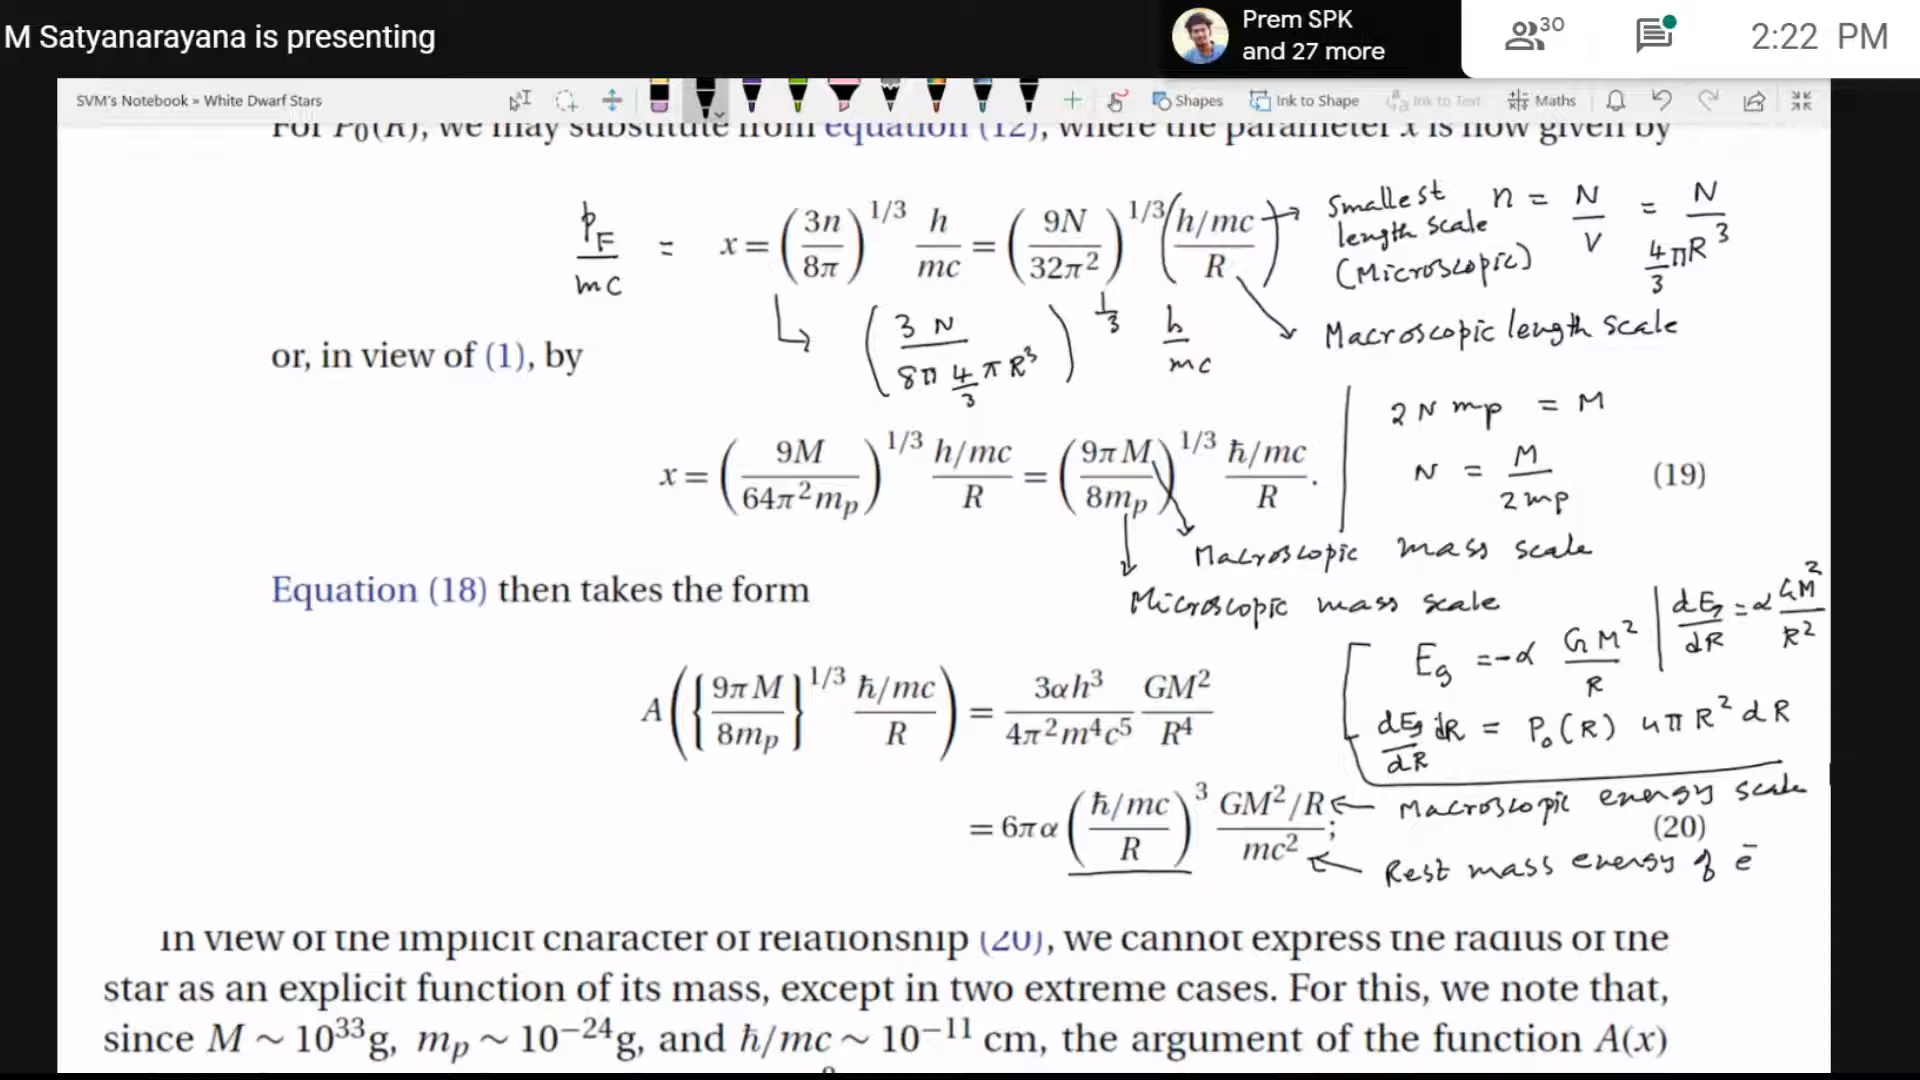 M Satyanarayana is presenting
Prem SPK
and 27 more
30
2:22 PM
SVM's Notebook » White Dwarf Stars
Shapes
Ink to Shape
Ink to Text
Maths
For P₀(R), we may substitute from equation (12), where the parameter x is now given by
p_F/mc = x = (3n/8π)^{1/3} h/mc = (9N/32π²)^{1/3} (h/mc / R) → Smallest length scale (Microscopic) n = N/V = N/(4/3 πR³)
↳ (3N / 8π 4/3 πR³)^{1/3} h/mc
Macroscopic length scale
or, in view of (1), by
2N mp = M
x = (9M/64π²m_p)^{1/3} h/mc / R = (9πM/8m_p)^{1/3} ħ/mc / R.
N = M/2mp
(19)
Macroscopic mass scale
Microscopic mass scale
Equation (18) then takes the form
E_g = -α GM²/R | dE_g/dR = α GM²/R²
A({9πM/8m_p}^{1/3} ħ/mc / R) = 3αh³/4π²m⁴c⁵ GM²/R⁴
dE_g/dR dR = P₀(R) 4πR² dR
= 6πα (ħ/mc / R)³ GM²/R / mc²;
← Macroscopic energy scale
(20)
← Rest mass energy of e⁻
In view of the implicit character of relationship (20), we cannot express the radius of the
star as an explicit function of its mass, except in two extreme cases. For this, we note that,
since M ~ 10³³g, m_p ~ 10⁻²⁴g, and ħ/mc ~ 10⁻¹¹ cm, the argument of the function A(x)